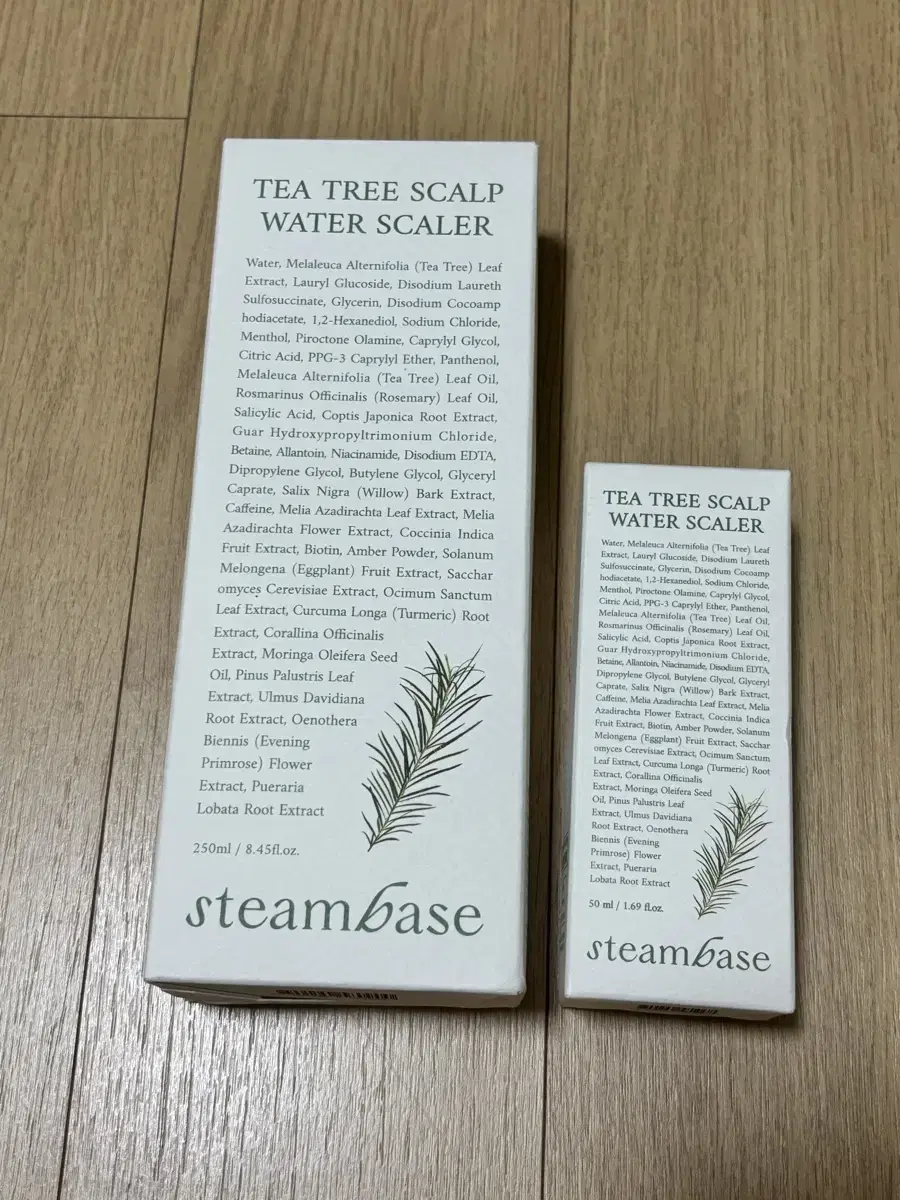 TEA TREE SCALP
WATER SCALER
Water, Melaleuca Alternifolia (Tea Tree) Leaf
Extract, Lauryl Glucoside, Disodium Laureth
Sulfosuccinate, Glycerin, Disodium Cocoamp
hodiacetate, 1,2-Hexanediol, Sodium Chloride,
Menthol, Piroctone Olamine, Caprylyl Glycol,
Citric Acid, PPG-3 Caprylyl Ether, Panthenol,
Melaleuca Alternifolia (Tea Tree) Leaf Oil,
Rosmarinus Officinalis (Rosemary) Leaf Oil,
Salicylic Acid, Coptis Japonica Root Extract,
Guar Hydroxypropyltrimonium Chloride,
Betaine, Allantoin, Niacinamide, Disodium EDTA,
Dipropylene Glycol, Butylene Glycol, Glyceryl
Caprate, Salix Nigra (Willow) Bark Extract,
Caffeine, Melia Azadirachta Leaf Extract, Melia
Azadirachta Flower Extract, Coccinia Indica
Fruit Extract, Biotin, Amber Powder, Solanum
Melongena (Eggplant) Fruit Extract, Sacchar
omyces Cerevisiae Extract, Ocimum Sanctum
Leaf Extract, Curcuma Longa (Turmeric) Root
Extract, Corallina Officinalis
Extract, Moringa Oleifera Seed
Oil, Pinus Palustris Leaf
Extract, Ulmus Davidiana
Root Extract, Oenothera
Biennis (Evening
Primrose) Flower
Extract, Pueraria
Lobata Root Extract
250ml / 8.45fl.oz.
steambase
TEA TREE SCALP
WATER SCALER
Water, Melaleuca Alternifolia (Tea Tree) Leaf
Extract, Lauryl Glucoside, Disodium Laureth
Sulfosuccinate, Glycerin, Disodium Cocoamp
hodiacetate, 1,2-Hexanediol, Sodium Chloride,
Menthol, Piroctone Olamine, Caprylyl Glycol,
Citric Acid, PPG-3 Caprylyl Ether, Panthenol,
Melaleuca Alternifolia (Tea Tree) Leaf Oil,
Rosmarinus Officinalis (Rosemary) Leaf Oil,
Salicylic Acid, Coptis Japonica Root Extract,
Guar Hydroxypropyltrimonium Chloride,
Betaine, Allantoin, Niacinamide, Disodium EDTA,
Dipropylene Glycol, Butylene Glycol, Glyceryl
Caprate, Salix Nigra (Willow) Bark Extract,
Caffeine, Melia Azadirachta Leaf Extract, Melia
Azadirachta Flower Extract, Coccinia Indica
Fruit Extract, Biotin, Amber Powder, Solanum
Melongena (Eggplant) Fruit Extract, Sacchar
omyces Cerevisiae Extract, Ocimum Sanctum
Leaf Extract, Curcuma Longa (Turmeric) Root
Extract, Corallina Officinalis
Extract, Moringa Oleifera Seed
Oil, Pinus Palustris Leaf
Extract, Ulmus Davidiana
Root Extract, Oenothera
Biennis (Evening
Primrose) Flower
Extract, Pueraria
Lobata Root Extract
50 ml / 1.69 fl.oz.
steambase